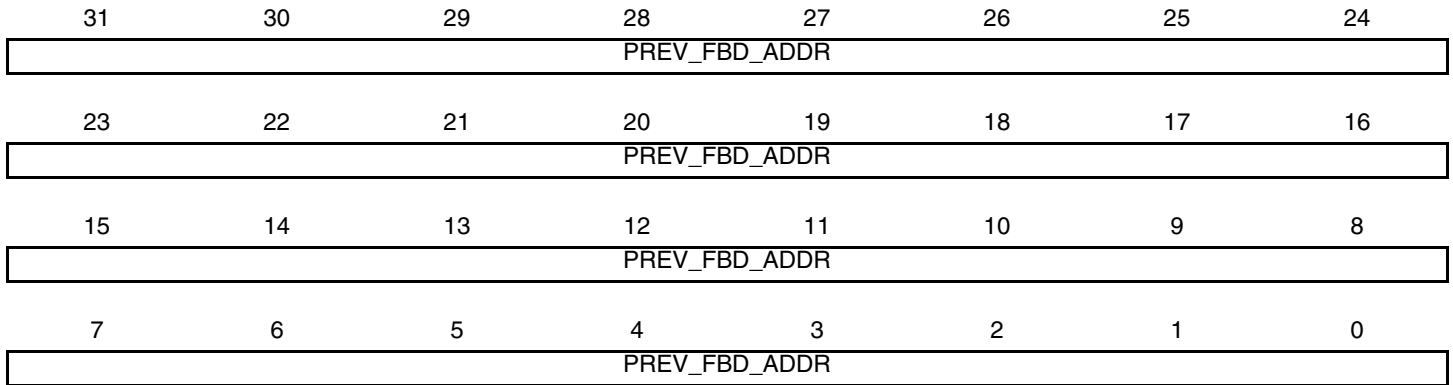 31 30 29 28 27 26 25 24
PREV_FBD_ADDR
23 22 21 20 19 18 17 16
PREV_FBD_ADDR
15 14 13 12 11 10 9 8
PREV_FBD_ADDR
7 6 5 4 3 2 1 0
PREV_FBD_ADDR